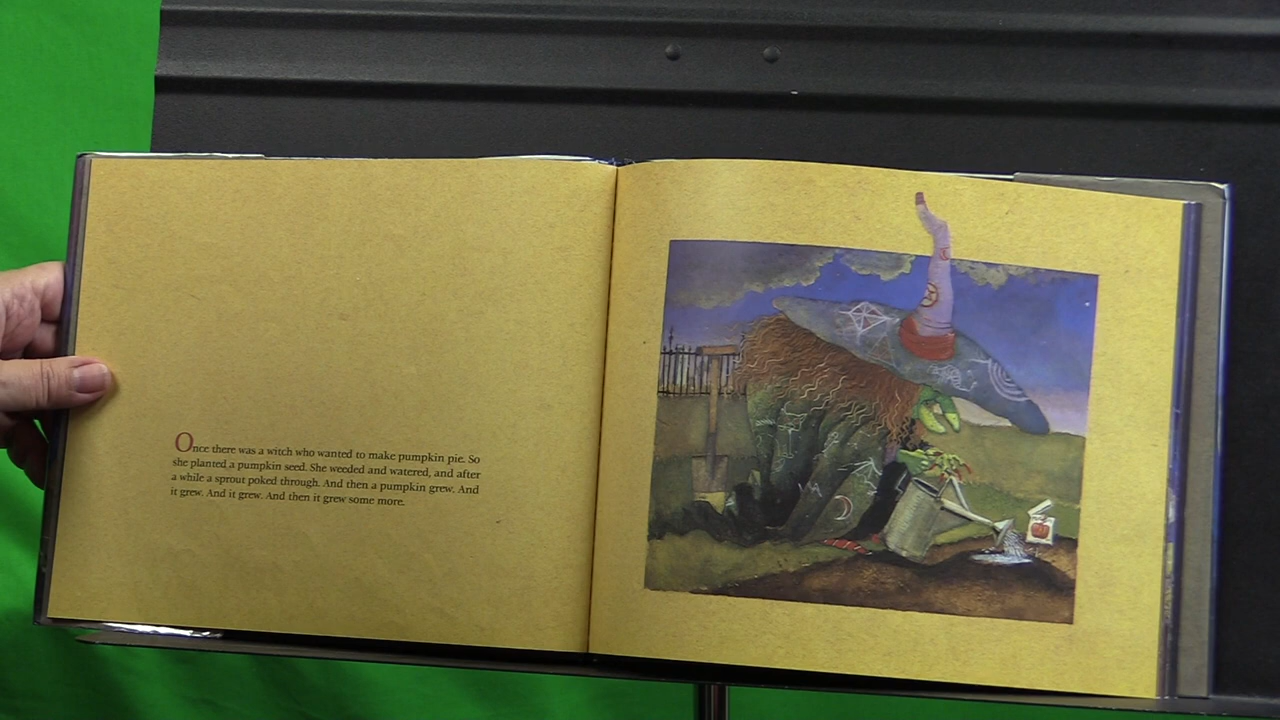 Once there was a witch who wanted to make pumpkin pie. So
she planted a pumpkin seed. She weeded and watered, and after
a while a sprout poked through. And then a pumpkin grew. And
it grew. And it grew. And then it grew some more.